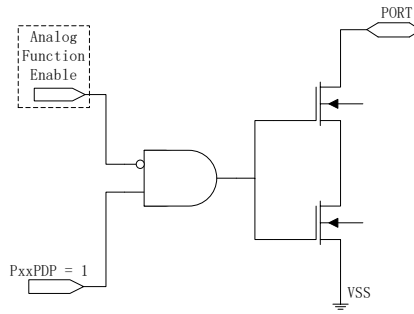 PORT
Analog
Function
Enable
PxxPDP = 1
VSS